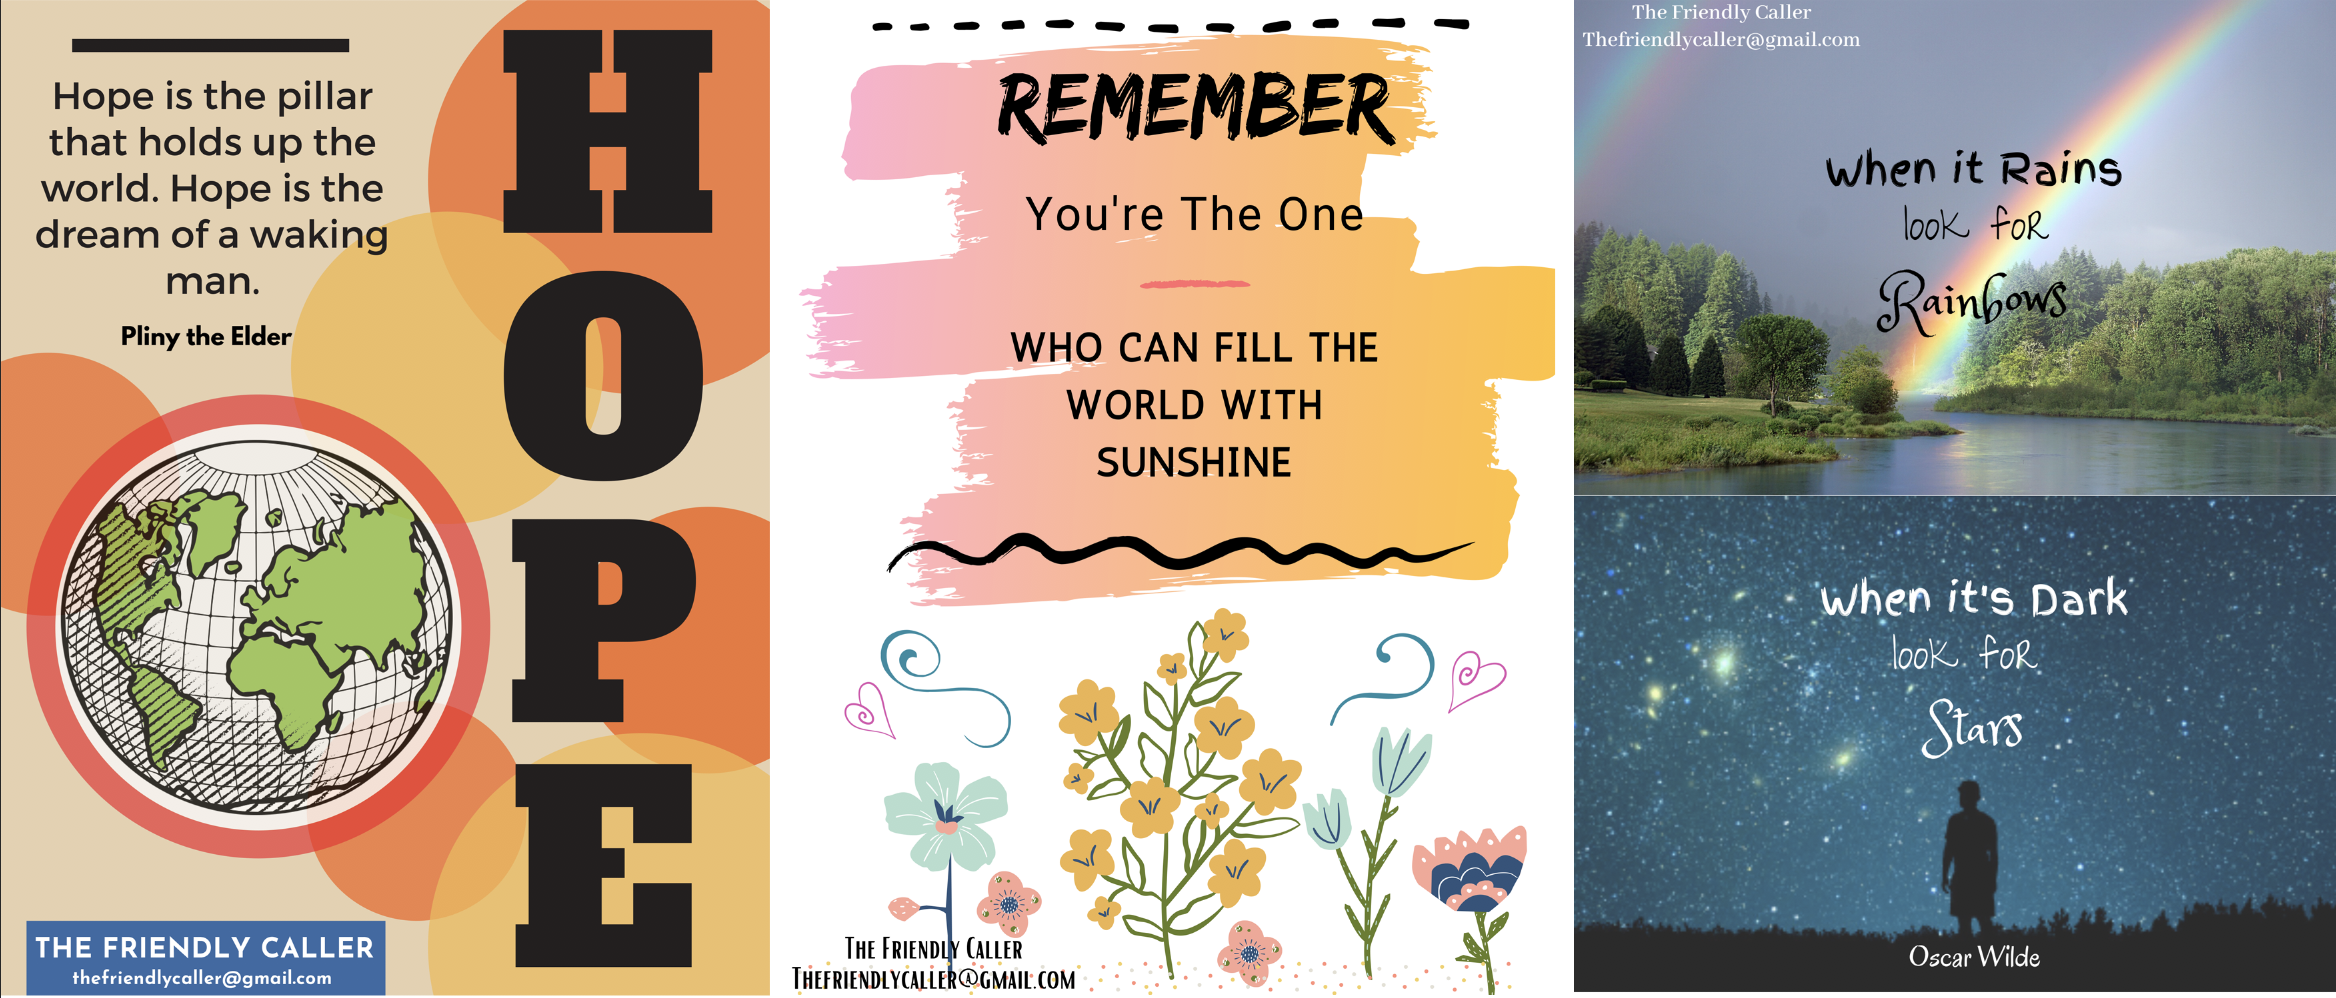 Hope is the pillar
that holds up the
world. Hope is the
dream of a waking
man.
Pliny the Elder
HOPE
THE FRIENDLY CALLER
thefriendlycaller@gmail.com
REMEMBER
You're The One
WHO CAN FILL THE
WORLD WITH
SUNSHINE
The Friendly Caller
Thefriendlycaller@gmail.com
The Friendly Caller
Thefriendlycaller@gmail.com
When it Rains
look for
Rainbows
When it's Dark
look for
Stars
Oscar Wilde